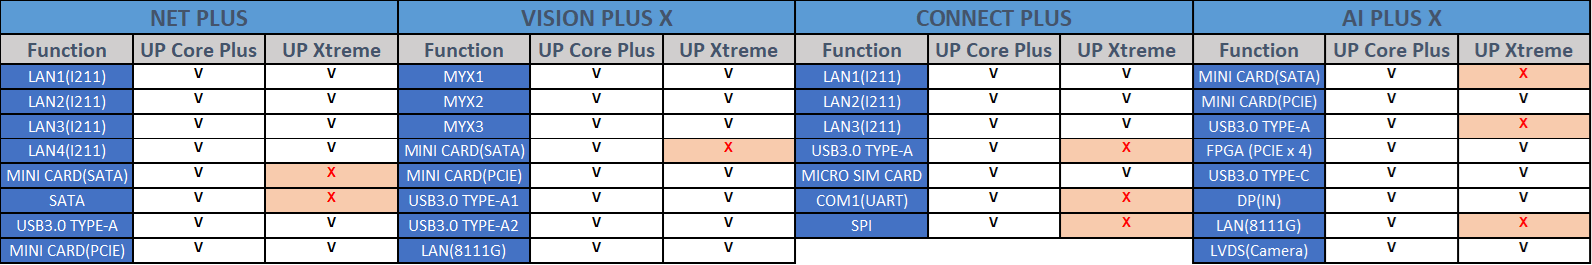 NET PLUS VISION PLUS X CONNECT PLUS AI PLUS X
Function UP Core Plus UP Xtreme Function UP Core Plus UP Xtreme Function UP Core Plus UP Xtreme Function UP Core Plus UP Xtreme
LAN1(I211) V V MYX1 V V LAN1(I211) V V MINI CARD(SATA) V X
LAN2(I211) V V MYX2 V V LAN2(I211) V V MINI CARD(PCIE) V V
LAN3(I211) V V MYX3 V V LAN3(I211) V V USB3.0 TYPE-A V X
LAN4(I211) V V MINI CARD(SATA) V X USB3.0 TYPE-A V X FPGA (PCIE x 4) V V
MINI CARD(SATA) V X MINI CARD(PCIE) V V MICRO SIM CARD V V USB3.0 TYPE-C V V
SATA V X USB3.0 TYPE-A1 V V COM1(UART) V X DP(IN) V V
USB3.0 TYPE-A V V USB3.0 TYPE-A2 V V SPI V X LAN(8111G) V X
MINI CARD(PCIE) V V LAN(8111G) V V LVDS(Camera) V V